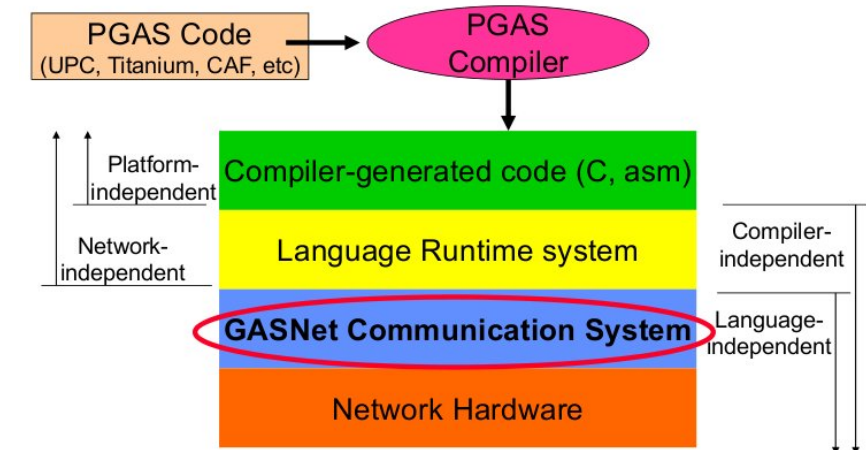 PGAS Code
(UPC, Titanium, CAF, etc)
PGAS
Compiler
Platform-
independent
Compiler-generated code (C, asm)
Network-
independent
Language Runtime system
Compiler-
independent
GASNet Communication System
Language-
independent
Network Hardware